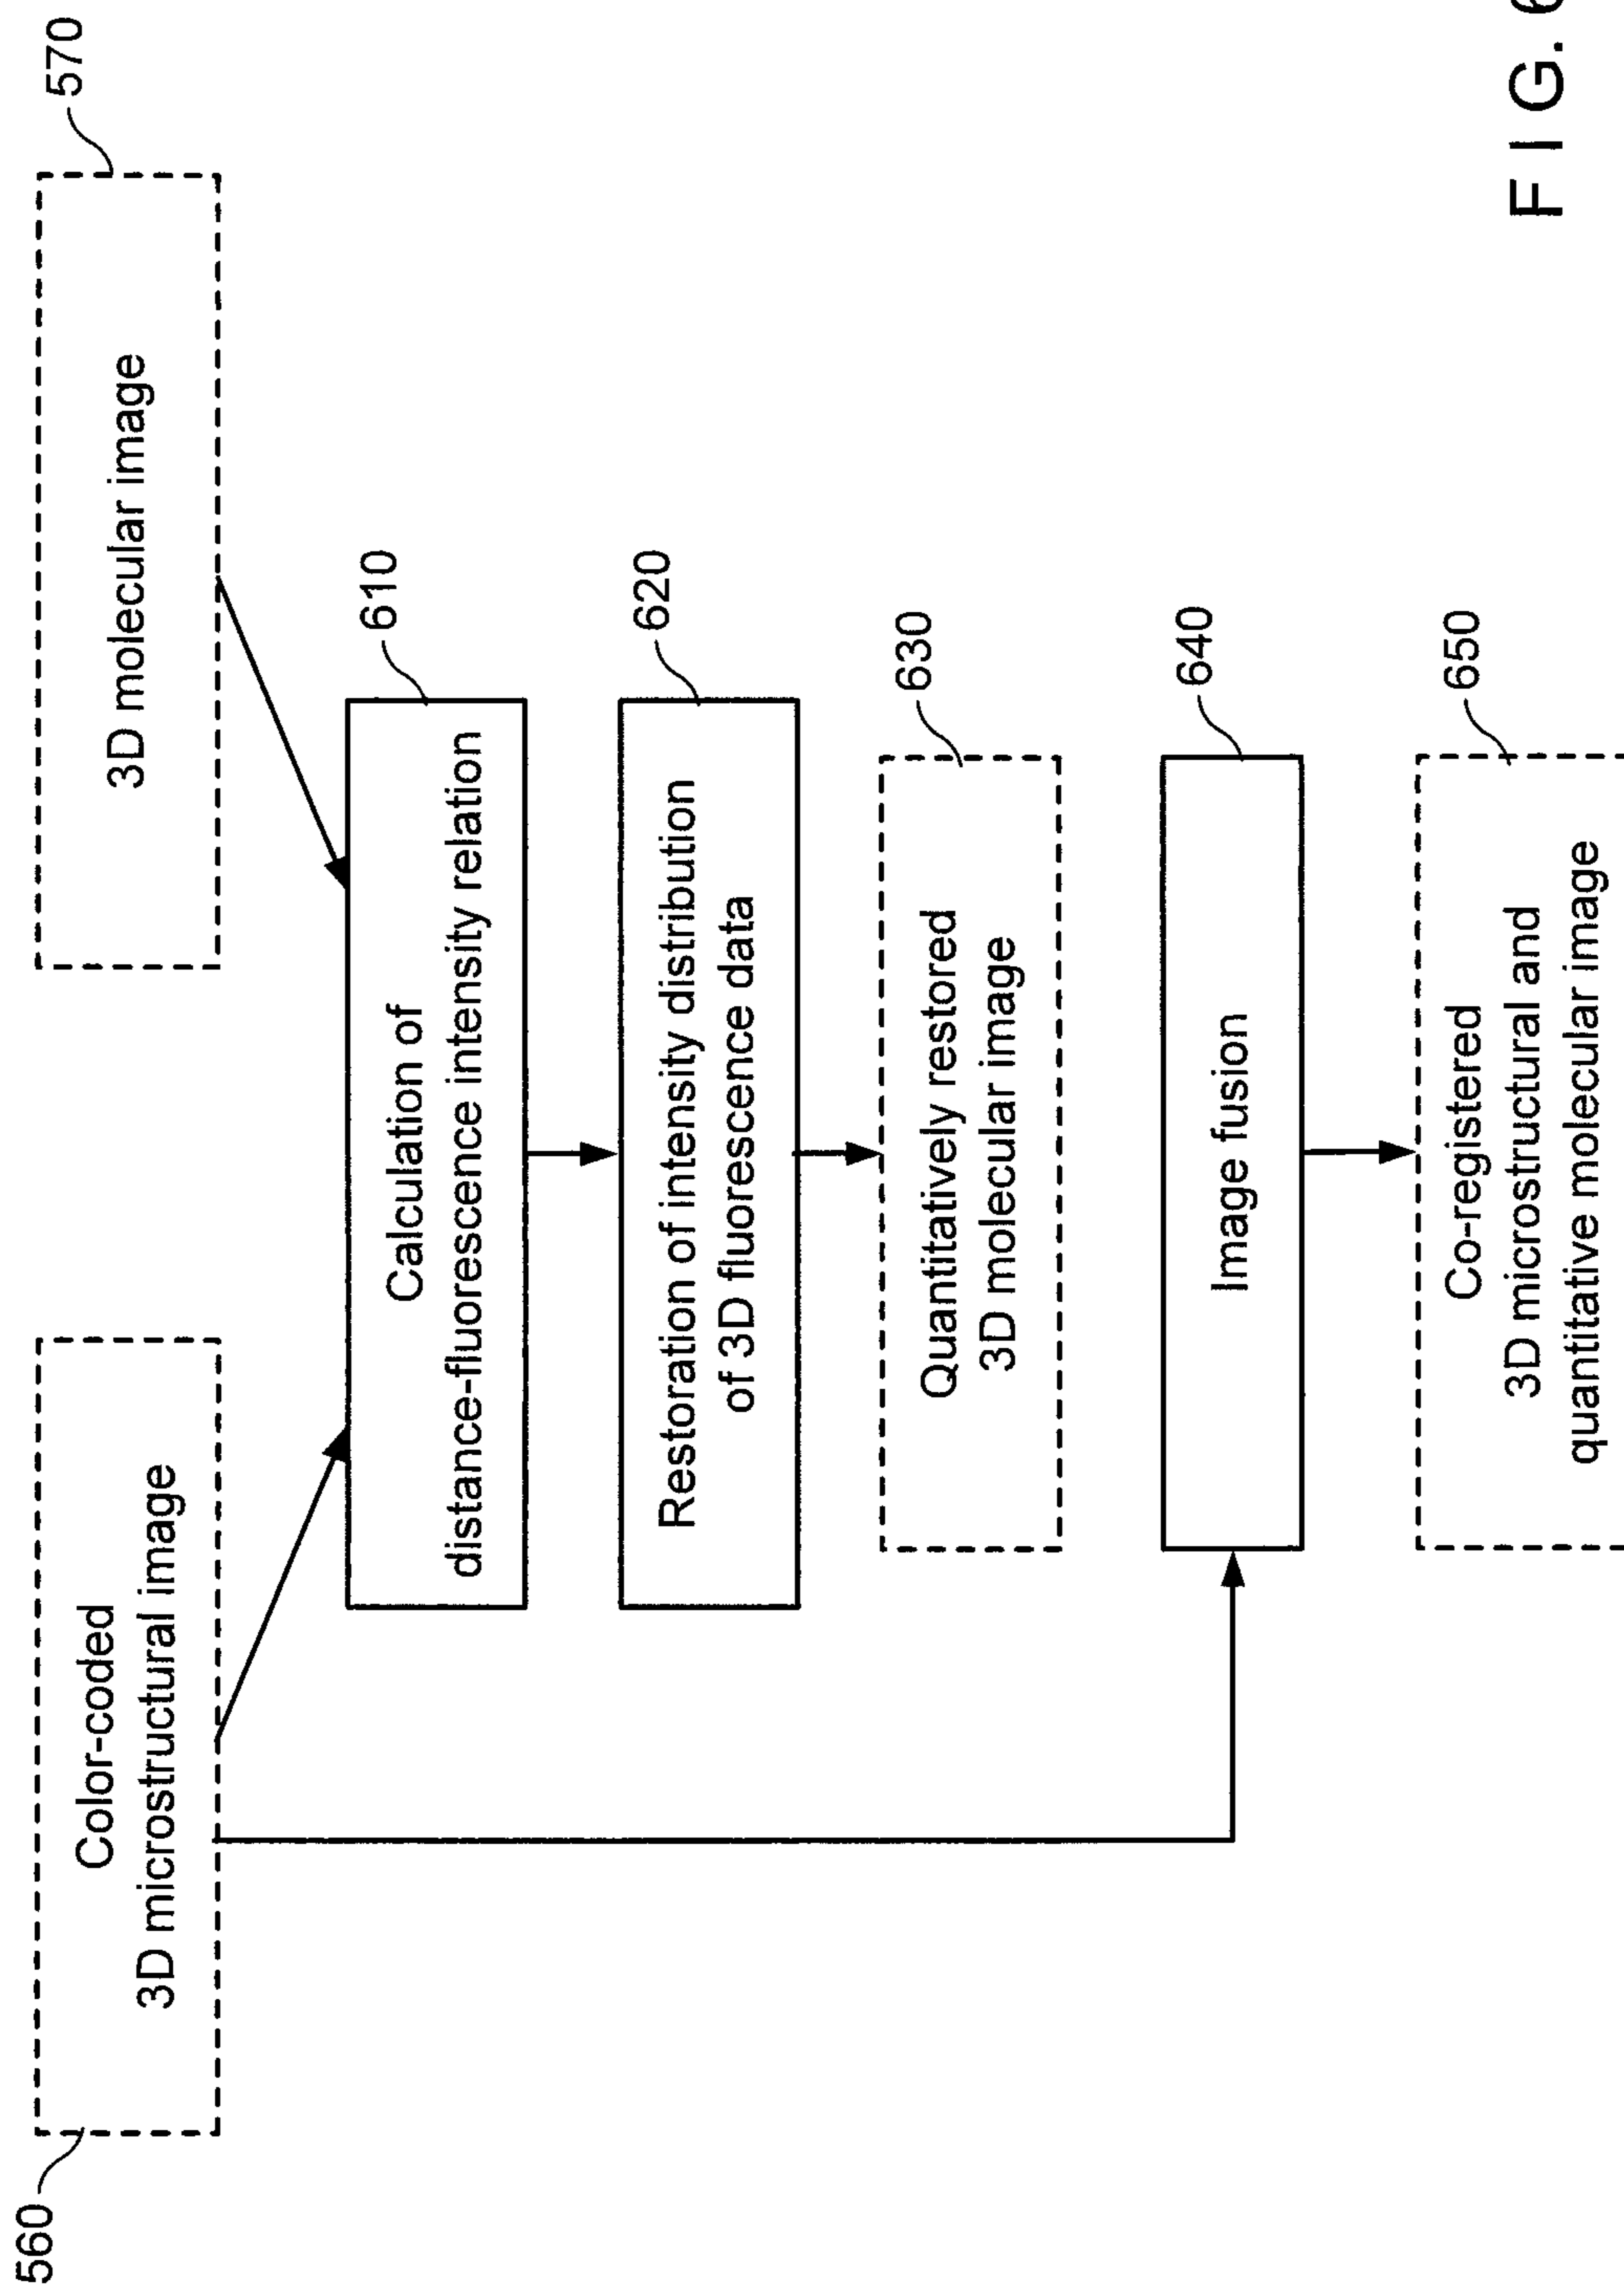 560
Color-coded
3D microstructural image
570
3D molecular image
610
Calculation of
distance-fluorescence intensity relation
620
Restoration of intensity distribution
of 3D fluorescence data
630
Quantitatively restored
3D molecular image
640
Image fusion
650
Co-registered
3D microstructural and
quantitative molecular image
FIG. 6